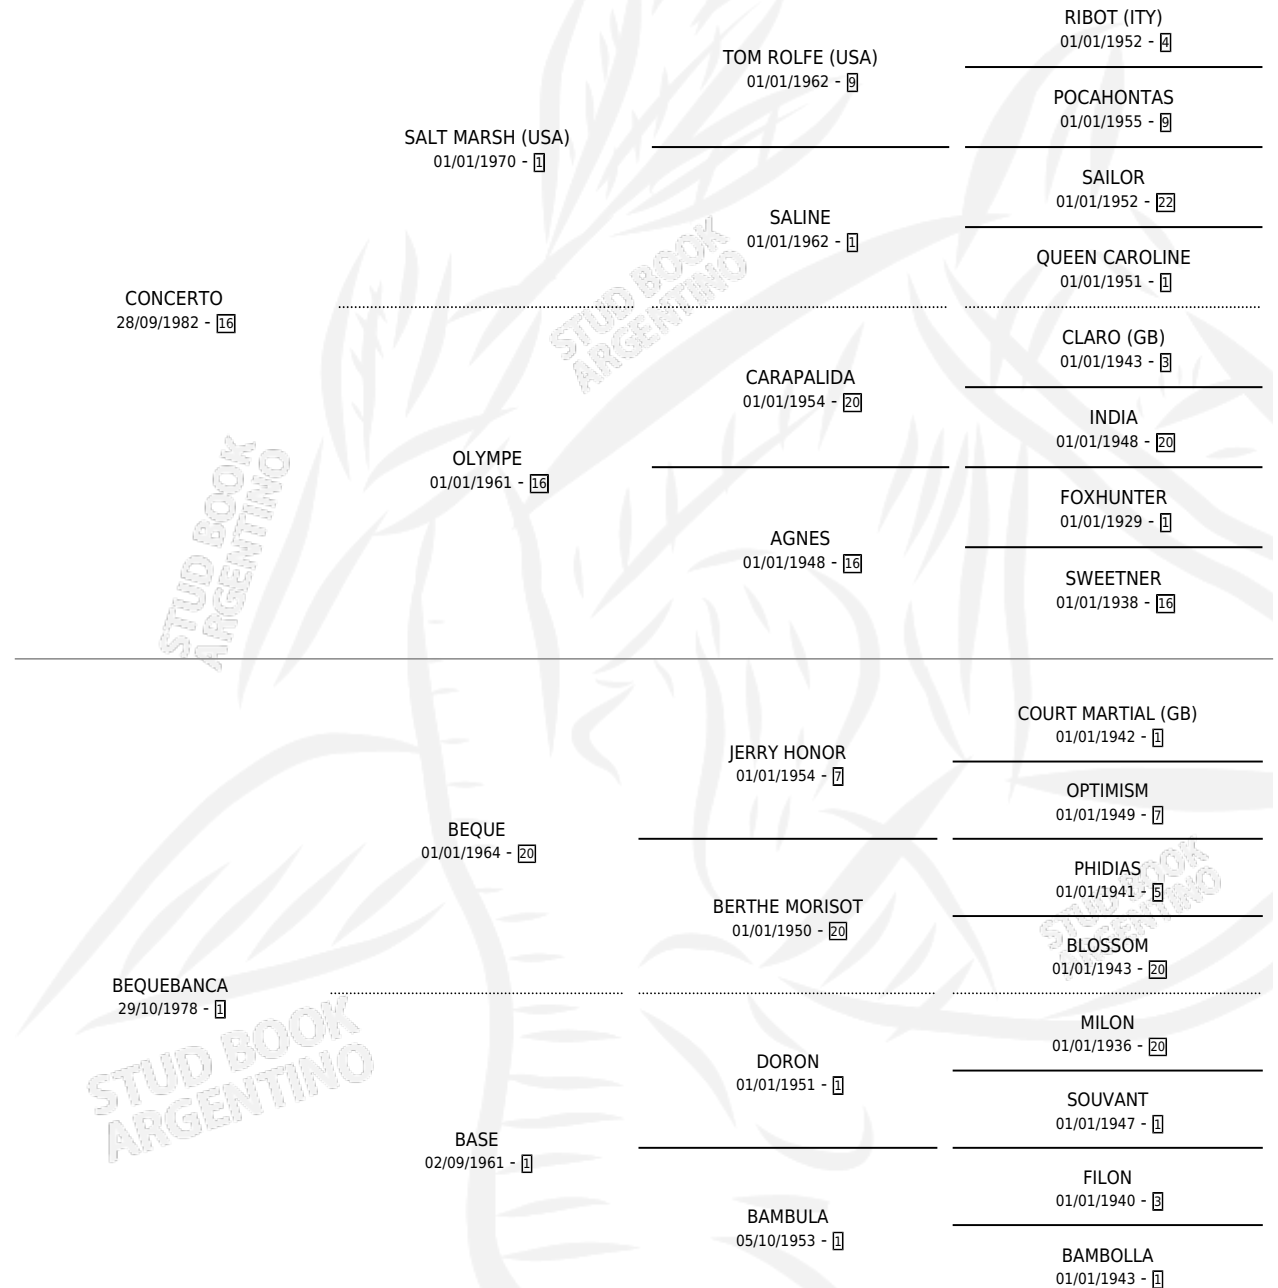 RIBOT (ITY)
01/01/1952 - 4
TOM ROLFE (USA)
01/01/1962 - 9
POCAHONTAS
01/01/1955 - 9
SALT MARSH (USA)
01/01/1970 - 1
SAILOR
01/01/1952 - 22
SALINE
01/01/1962 - 1
QUEEN CAROLINE
01/01/1951 - 1
CONCERTO
28/09/1982 - 16
CLARO (GB)
01/01/1943 - 3
CARAPALIDA
01/01/1954 - 20
INDIA
01/01/1948 - 20
OLYMPE
01/01/1961 - 16
FOXHUNTER
01/01/1929 - 1
AGNES
01/01/1948 - 16
SWEETNER
01/01/1938 - 16
COURT MARTIAL (GB)
01/01/1942 - 1
JERRY HONOR
01/01/1954 - 7
OPTIMISM
01/01/1949 - 7
BEQUE
01/01/1964 - 20
PHIDIAS
01/01/1941 - 5
BERTHE MORISOT
01/01/1950 - 20
BLOSSOM
01/01/1943 - 20
BEQUEBANCA
29/10/1978 - 1
MILON
01/01/1936 - 20
DORON
01/01/1951 - 1
SOUVANT
01/01/1947 - 1
BASE
02/09/1961 - 1
FILON
01/01/1940 - 3
BAMBULA
05/10/1953 - 1
BAMBOLLA
01/01/1943 - 1
STUD BOOK
ARGENTINO
STUD BOOK
ARGENTINO
STUD BOOK
ARGENTINO
STUD BOOK
ARGENTINO